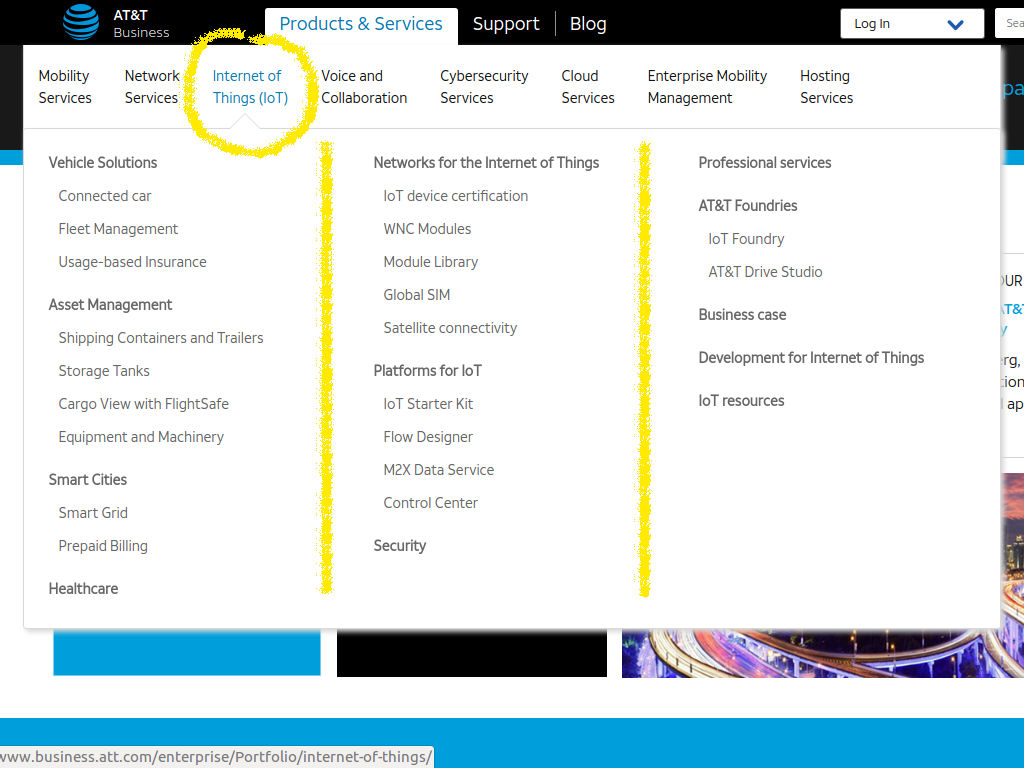 AT&T
Business
Products & Services
Support
Blog
Log In
Sea
Mobility
Services
Network
Services
Internet of
Things (IoT)
Voice and
Collaboration
Cybersecurity
Services
Cloud
Services
Enterprise Mobility
Management
Hosting
Services
Vehicle Solutions
Connected car
Fleet Management
Usage-based Insurance
Asset Management
Shipping Containers and Trailers
Storage Tanks
Cargo View with FlightSafe
Equipment and Machinery
Smart Cities
Smart Grid
Prepaid Billing
Healthcare
Networks for the Internet of Things
IoT device certification
WNC Modules
Module Library
Global SIM
Satellite connectivity
Platforms for IoT
IoT Starter Kit
Flow Designer
M2X Data Service
Control Center
Security
Professional services
AT&T Foundries
IoT Foundry
AT&T Drive Studio
Business case
Development for Internet of Things
IoT resources
pa
OUR
AT&T
y
erg,
tion
ap
www.business.att.com/enterprise/Portfolio/internet-of-things/